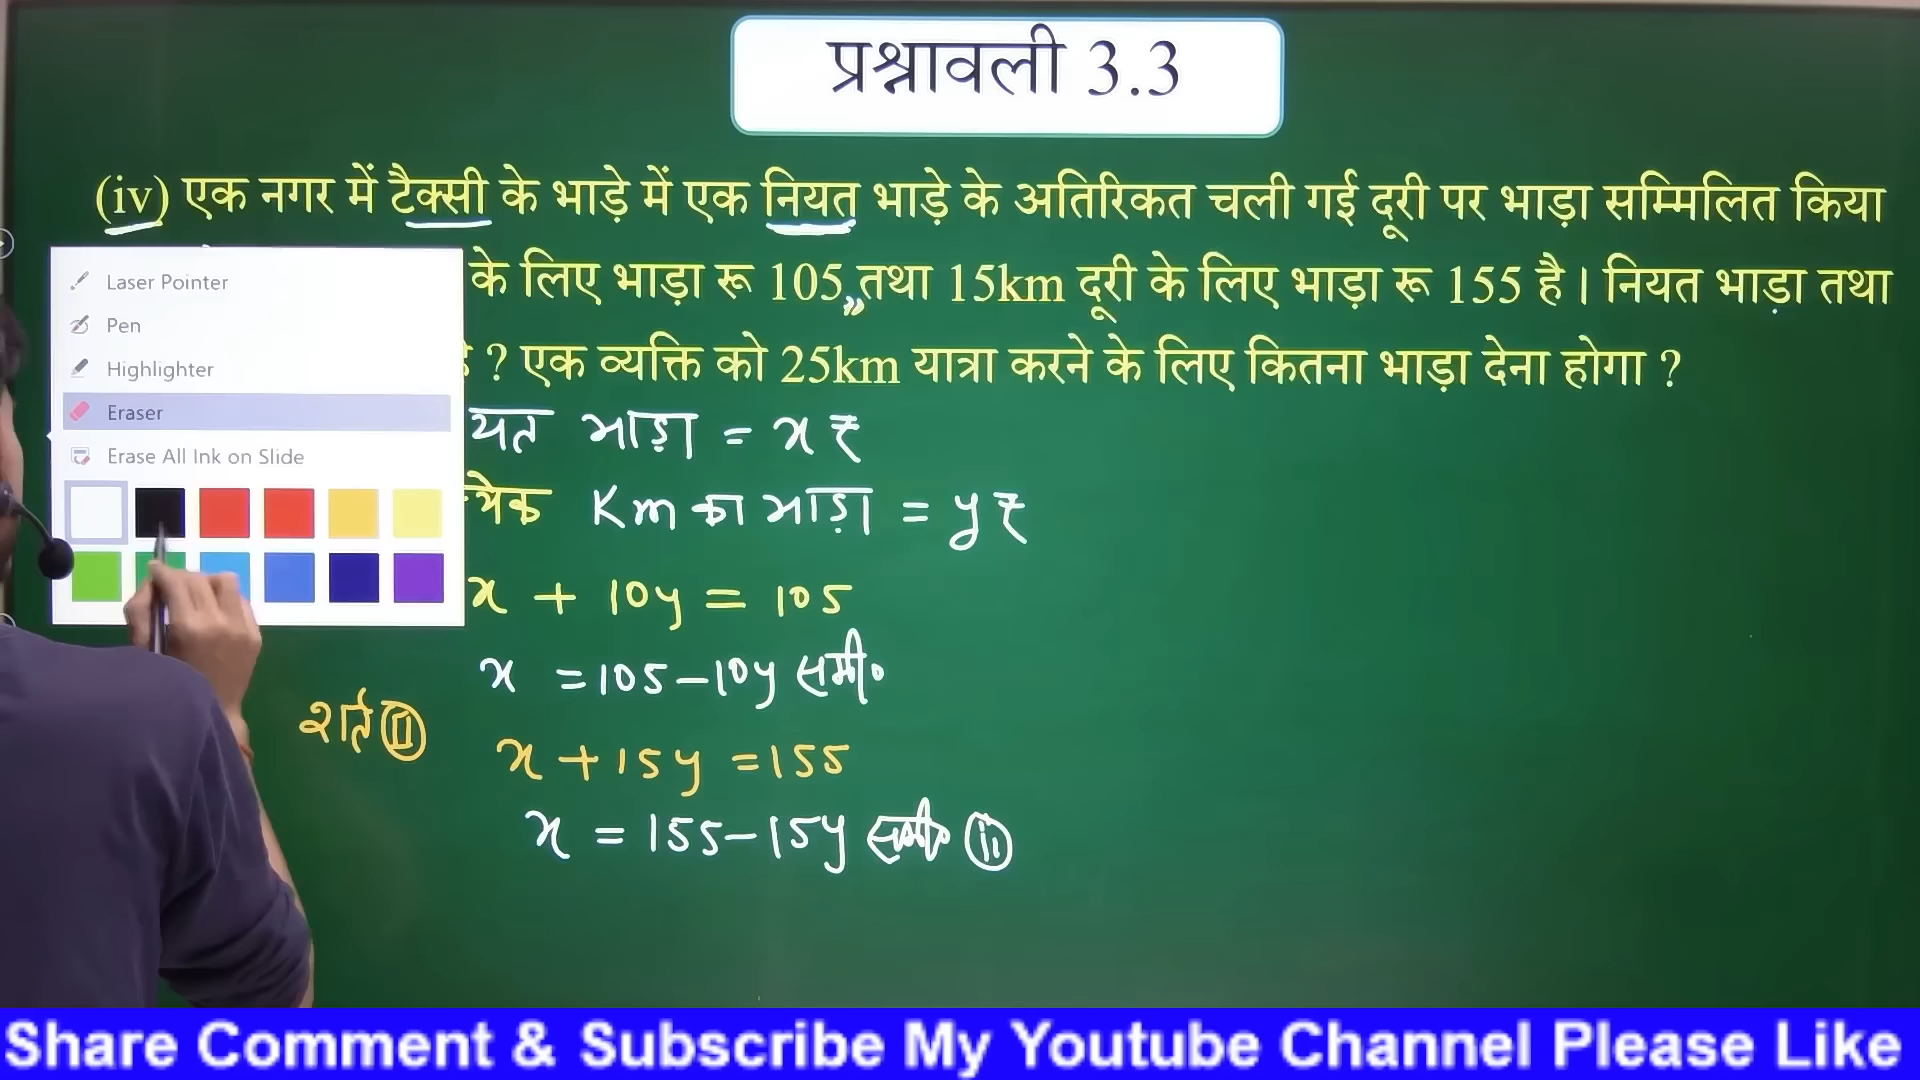 प्रश्नावली 3.3
(iv) एक नगर में टैक्सी के भाड़े में एक नियत भाड़े के अतिरिकत चली गई दूरी पर भाड़ा सम्मिलित किया
के लिए भाड़ा रू 105 तथा 15km दूरी के लिए भाड़ा रू 155 है। नियत भाड़ा तथा
? एक व्यक्ति को 25km यात्रा करने के लिए कितना भाड़ा देना होगा ?
Laser Pointer
Pen
Highlighter
Eraser
Erase All Ink on Slide
यत भाड़ा = x ₹
त्येक Km का भाड़ा = y ₹
x + 10y = 105
x = 105 - 10y समी०
शर्त (II) x + 15y = 155
x = 155 - 15y समी० (ii)
Share Comment & Subscribe My Youtube Channel Please Like